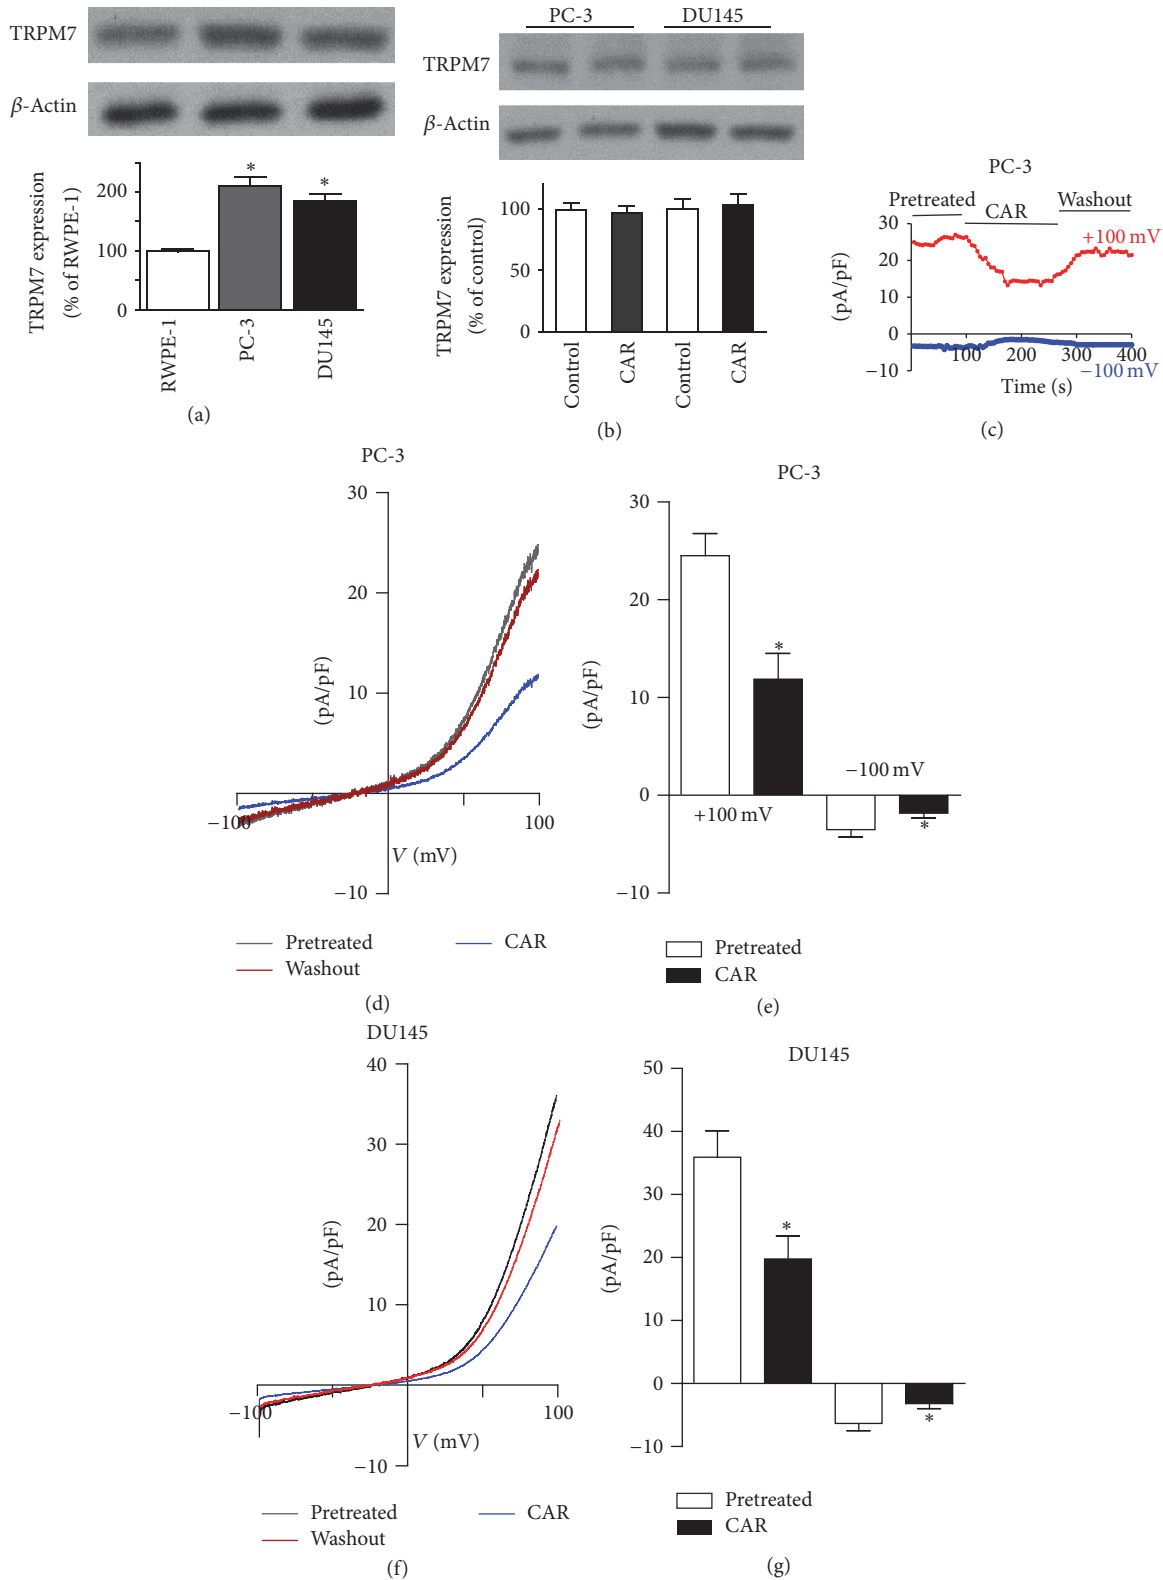 TRPM7
β-Actin
TRPM7 expression
(% of RWPE-1)
200
100
0
*
*
RWPE-1
PC-3
DU145
(a)
PC-3
DU145
TRPM7
β-Actin
TRPM7 expression
(% of control)
100
50
0
Control
CAR
Control
CAR
(b)
PC-3
Pretreated
CAR
Washout
30
20
10
0
−10
(pA/pF)
+100 mV
100
200
300
400
−100 mV
Time (s)
(c)
PC-3
30
20
10
−10
(pA/pF)
−100
100
V (mV)
Pretreated
CAR
Washout
(d)
PC-3
30
20
10
0
−10
(pA/pF)
*
−100 mV
+100 mV
*
Pretreated
CAR
(e)
DU145
40
30
20
10
−10
(pA/pF)
−100
100
V (mV)
Pretreated
CAR
Washout
(f)
DU145
50
40
30
20
10
0
−10
(pA/pF)
*
*
Pretreated
CAR
(g)